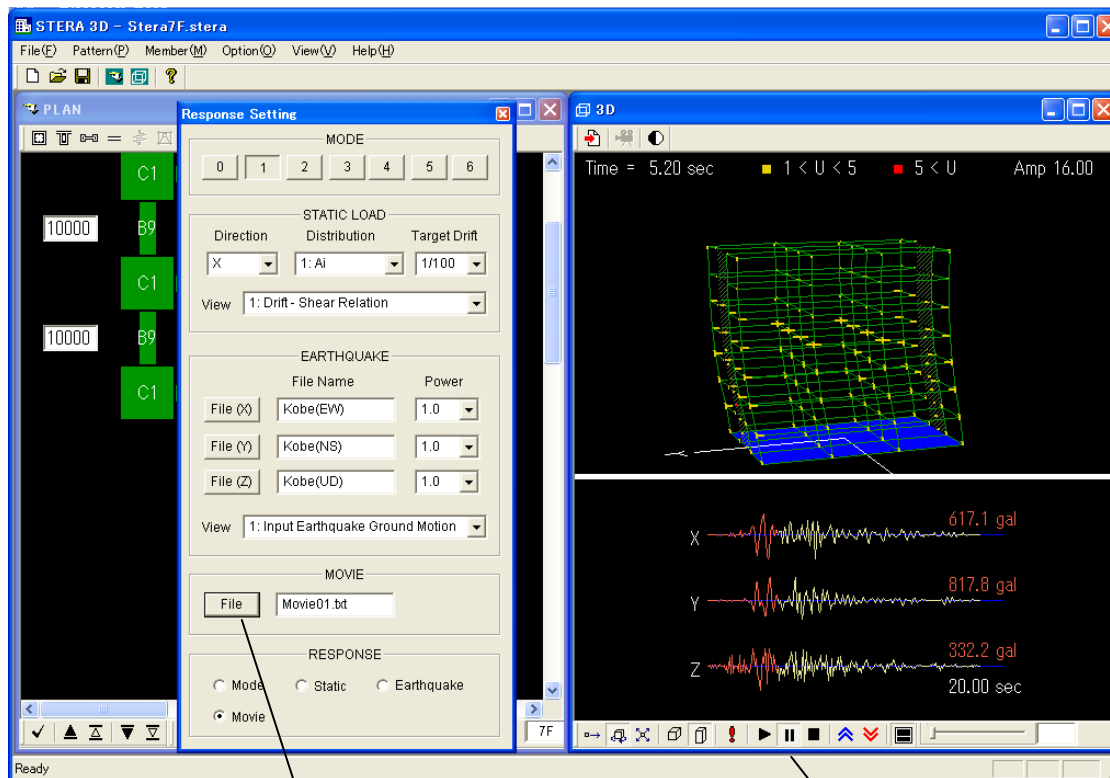 STERA 3D - Stera7F.stera
File(F) Pattern(P) Member(M) Option(O) View(V) Help(H)
PLAN
C1
10000 B9
C1
10000 B9
C1
7F
Response Setting
MODE
0 1 2 3 4 5 6
STATIC LOAD
Direction Distribution Target Drift
X 1: Ai 1/100
View 1: Drift - Shear Relation
EARTHQUAKE
File Name Power
File (X) Kobe(EW) 1.0
File (Y) Kobe(NS) 1.0
File (Z) Kobe(UD) 1.0
View 1: Input Earthquake Ground Motion
MOVIE
File Movie01.txt
RESPONSE
Mode Static Earthquake
Movie
3D
Time = 5.20 sec 1 < U < 5 5 < U Amp 16.00
X 617.1 gal
Y 817.8 gal
Z 332.2 gal
20.00 sec
Ready